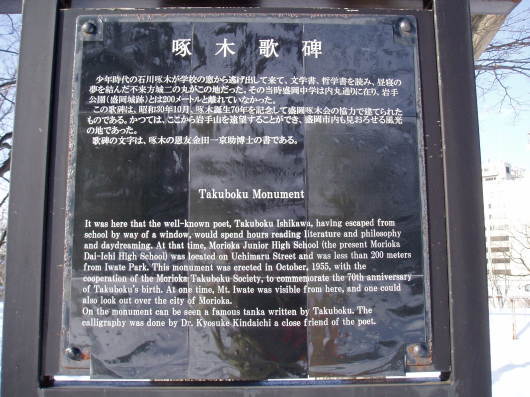 啄木歌碑
少年時代の石川啄木が学校の窓から逃げ出して来て、文学書、哲学書を読み、昼寝の
夢を結んだ不来方城二の丸がこの地だった。その当時盛岡中学は内丸通りに在り、岩手
公園(盛岡城跡)とは200メートルと離れていなかった。
この歌碑は、昭和30年10月、啄木誕生70年を記念して盛岡啄木会の協力で建てられた
ものである。かつては、ここから岩手山を遠望することができ、盛岡市内も見おろせる風光
の地であった。
歌碑の文字は、啄木の恩友金田一京助博士の書である。
Takuboku Monument
It was here that the well-known poet, Takuboku Ishikawa, having escaped from
school by way of a window, would spend hours reading literature and philosophy
and daydreaming. At that time, Morioka Junior High School (the present Morioka
Dai-Ichi High School) was located on Uchimaru Street and was less than 200 meters
from Iwate Park. This monument was erected in October, 1955, with the
cooperation of the Morioka Takuboku Society, to commemorate the 70th anniversary
of Takuboku's birth. At one time, Mt. Iwate was visible from here, and one could
also look out over the city of Morioka.
On the monument can be seen a famous tanka written by Takuboku. The
calligraphy was done by Dr. Kyosuke Kindaichi a close friend of the poet.